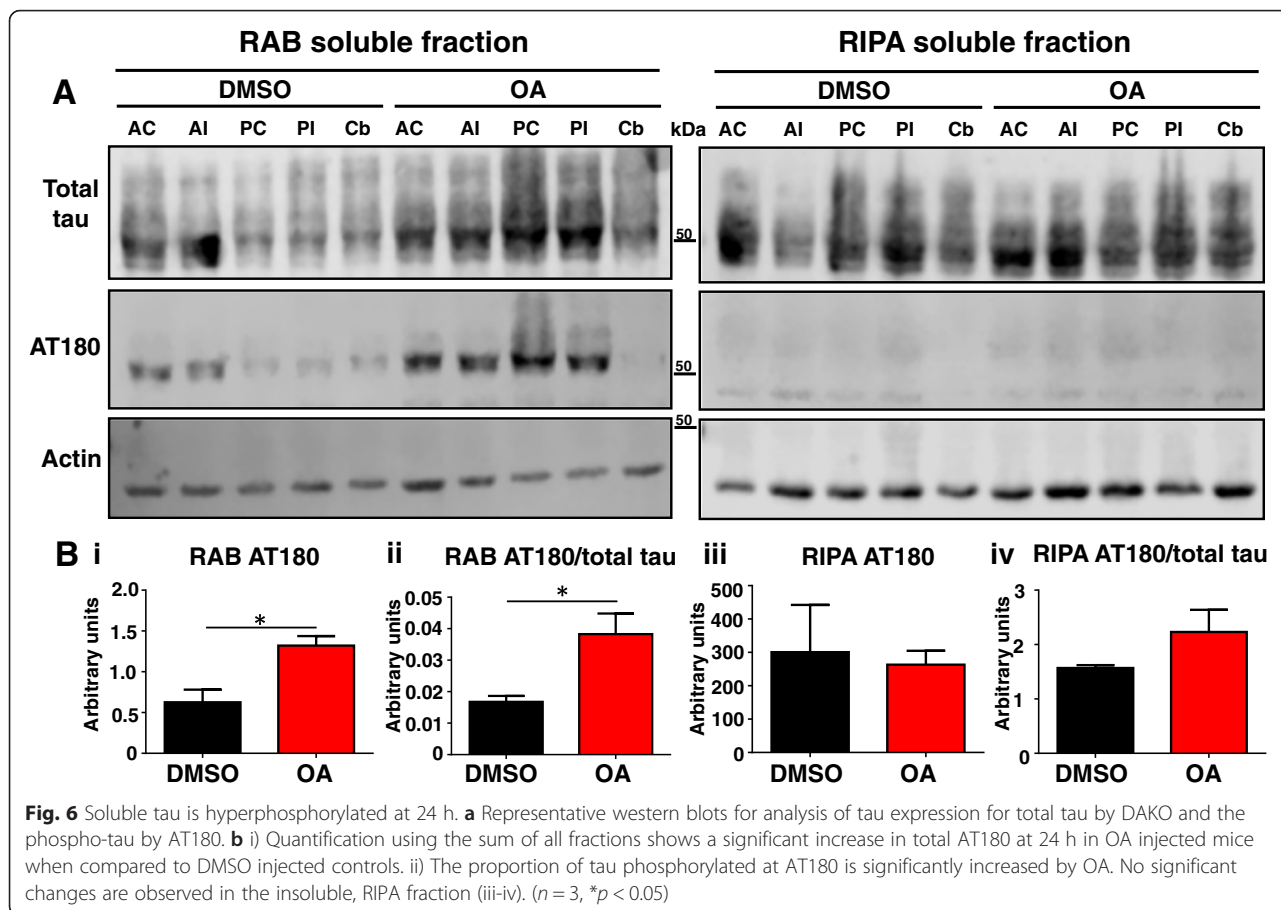 RAB soluble fraction RIPA soluble fraction
A DMSO OA DMSO OA
AC AI PC PI Cb AC AI PC PI Cb kDa AC AI PC PI Cb AC AI PC PI Cb
Total
tau
50
AT180
50
50
Actin
B i RAB AT180
Arbitrary units
2.0
1.5
1.0
0.5
0
*
DMSO OA
ii RAB AT180/total tau
Arbitrary units
0.05
0.04
0.03
0.02
0.01
0
*
DMSO OA
iii RIPA AT180
Arbitrary units
500
400
300
200
100
0
DMSO OA
iv RIPA AT180/total tau
Arbitrary units
3
2
1
0
DMSO OA
Fig. 6 Soluble tau is hyperphosphorylated at 24 h. a Representative western blots for analysis of tau expression for total tau by DAKO and the
phospho-tau by AT180. b i) Quantification using the sum of all fractions shows a significant increase in total AT180 at 24 h in OA injected mice
when compared to DMSO injected controls. ii) The proportion of tau phosphorylated at AT180 is significantly increased by OA. No significant
changes are observed in the insoluble, RIPA fraction (iii-iv). (n = 3, *p < 0.05)